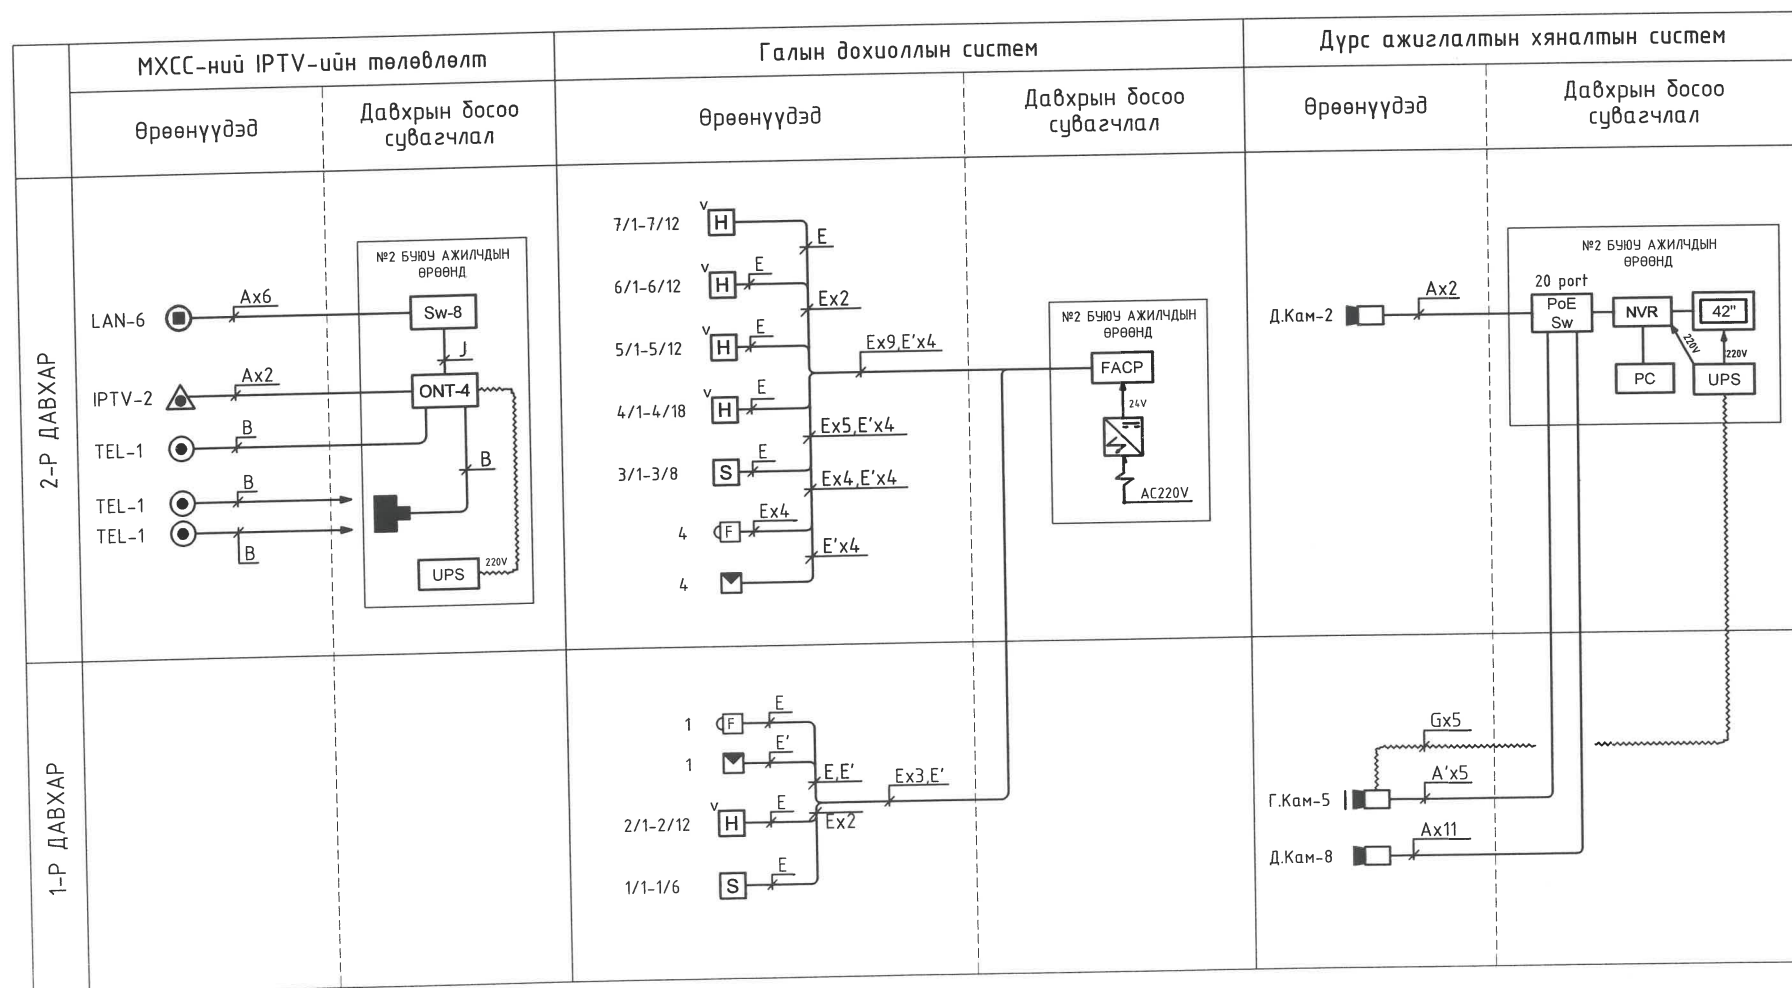 МХСС-ний IPTV-ийн төлөвлөлт
Галын дохиоллын систем
Дүрс ажиглалтын хяналтын систем
Өрөөнүүдэд
Давхрын босоо
сувагчлал
Өрөөнүүдэд
Давхрын босоо
сувагчлал
Өрөөнүүдэд
Давхрын босоо
сувагчлал
2-Р ДАВХАР
№2 БУЮУ АЖИЛЧДЫН
ӨРӨӨНД
LAN-6
Ax6
Sw-8
J
IPTV-2
Ax2
ONT-4
TEL-1
B
B
TEL-1
B
TEL-1
B
UPS
220V
7/1-7/12
v
H
E
6/1-6/12
v
H
E
Ex2
5/1-5/12
v
H
E
Ex9,E'x4
4/1-4/18
v
H
E
Ex5,E'x4
3/1-3/8
S
E
Ex4,E'x4
4
F
Ex4
E'x4
4
№2 БУЮУ АЖИЛЧДЫН
ӨРӨӨНД
FACP
24V
AC220V
№2 БУЮУ АЖИЛЧДЫН
ӨРӨӨНД
Д.Кам-2
Ax2
20 port
PoE
Sw
NVR
42"
220V
220V
PC
UPS
1-Р ДАВХАР
1
F
E
1
E'
E,E'
Ex3,E'
2/1-2/12
v
H
E
Ex2
1/1-1/6
S
E
Gx5
Г.Кам-5
A'x5
Д.Кам-8
Ax11